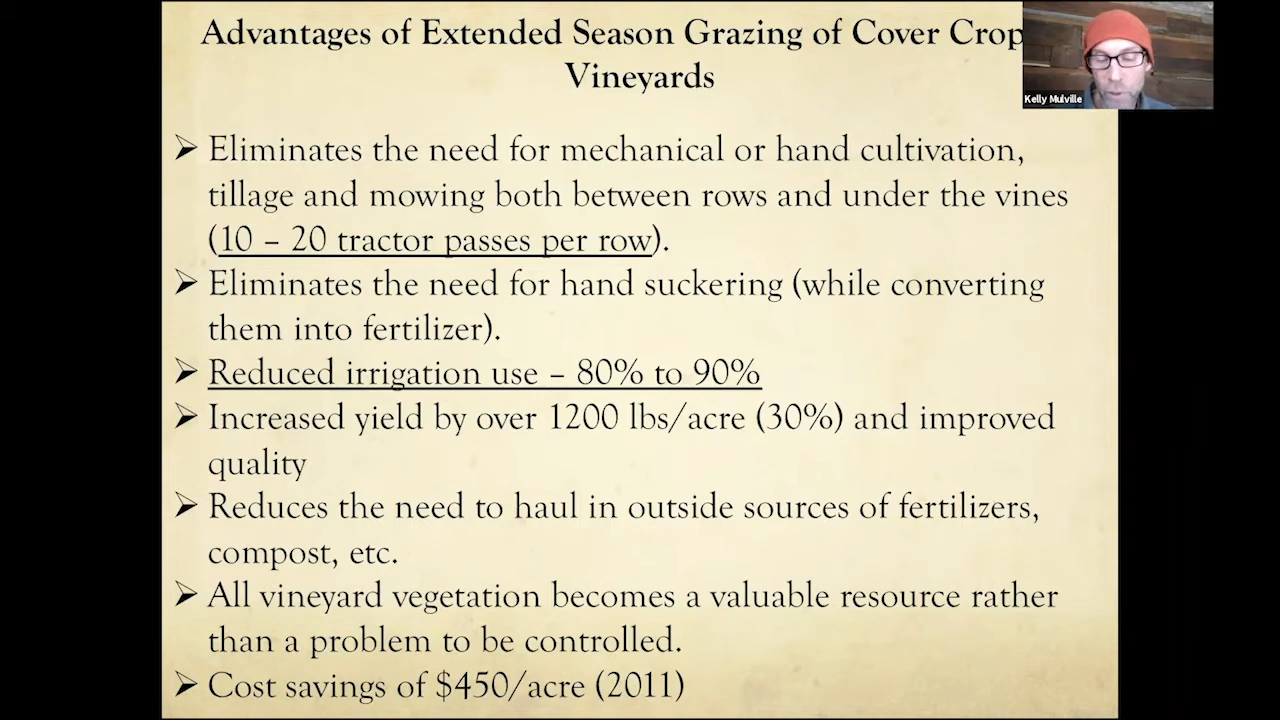 Advantages of Extended Season Grazing of Cover Crop
Vineyards
Kelly Mulville
➢ Eliminates the need for mechanical or hand cultivation,
tillage and mowing both between rows and under the vines
(10 – 20 tractor passes per row).
➢ Eliminates the need for hand suckering (while converting
them into fertilizer).
➢ Reduced irrigation use – 80% to 90%
➢ Increased yield by over 1200 lbs/acre (30%) and improved
quality
➢ Reduces the need to haul in outside sources of fertilizers,
compost, etc.
➢ All vineyard vegetation becomes a valuable resource rather
than a problem to be controlled.
➢ Cost savings of $450/acre (2011)